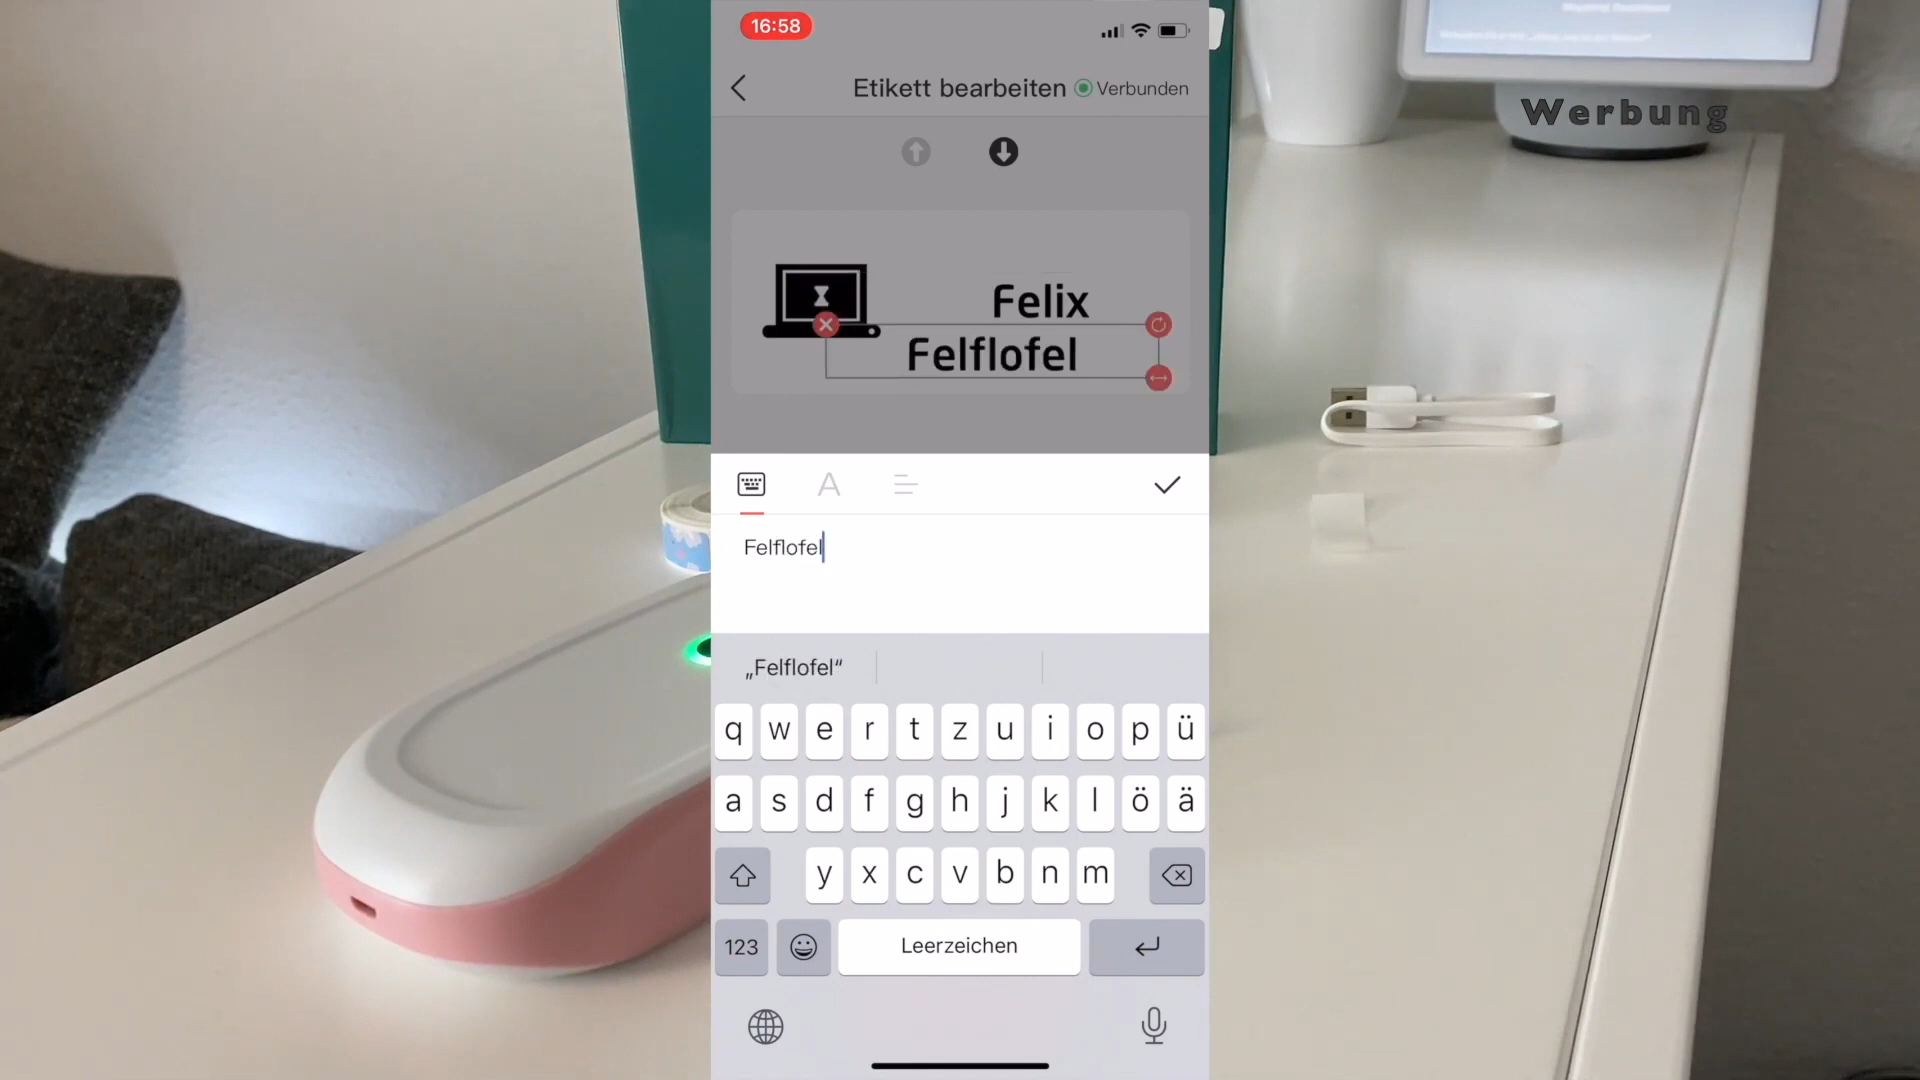 16:58
Etikett bearbeiten
Verbunden
Werbung
Felix
Felflofel
A
Felflofel
„Felflofel“
q w e r t z u i o p ü
a s d f g h j k l ö ä
y x c v b n m
123
Leerzeichen